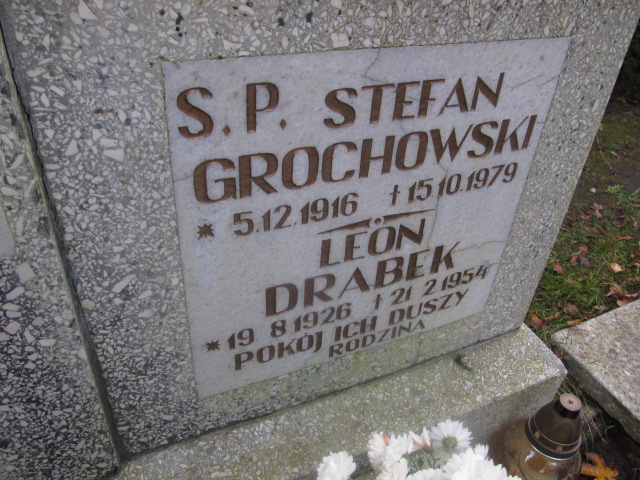 S. P. STEFAN
GROCHOWSKI
* 5.12.1916 † 15.10.1979
LEON
DRABEK
* 19.8.1926 † 21.2.1954
POKÓJ ICH DUSZY
RODZINA